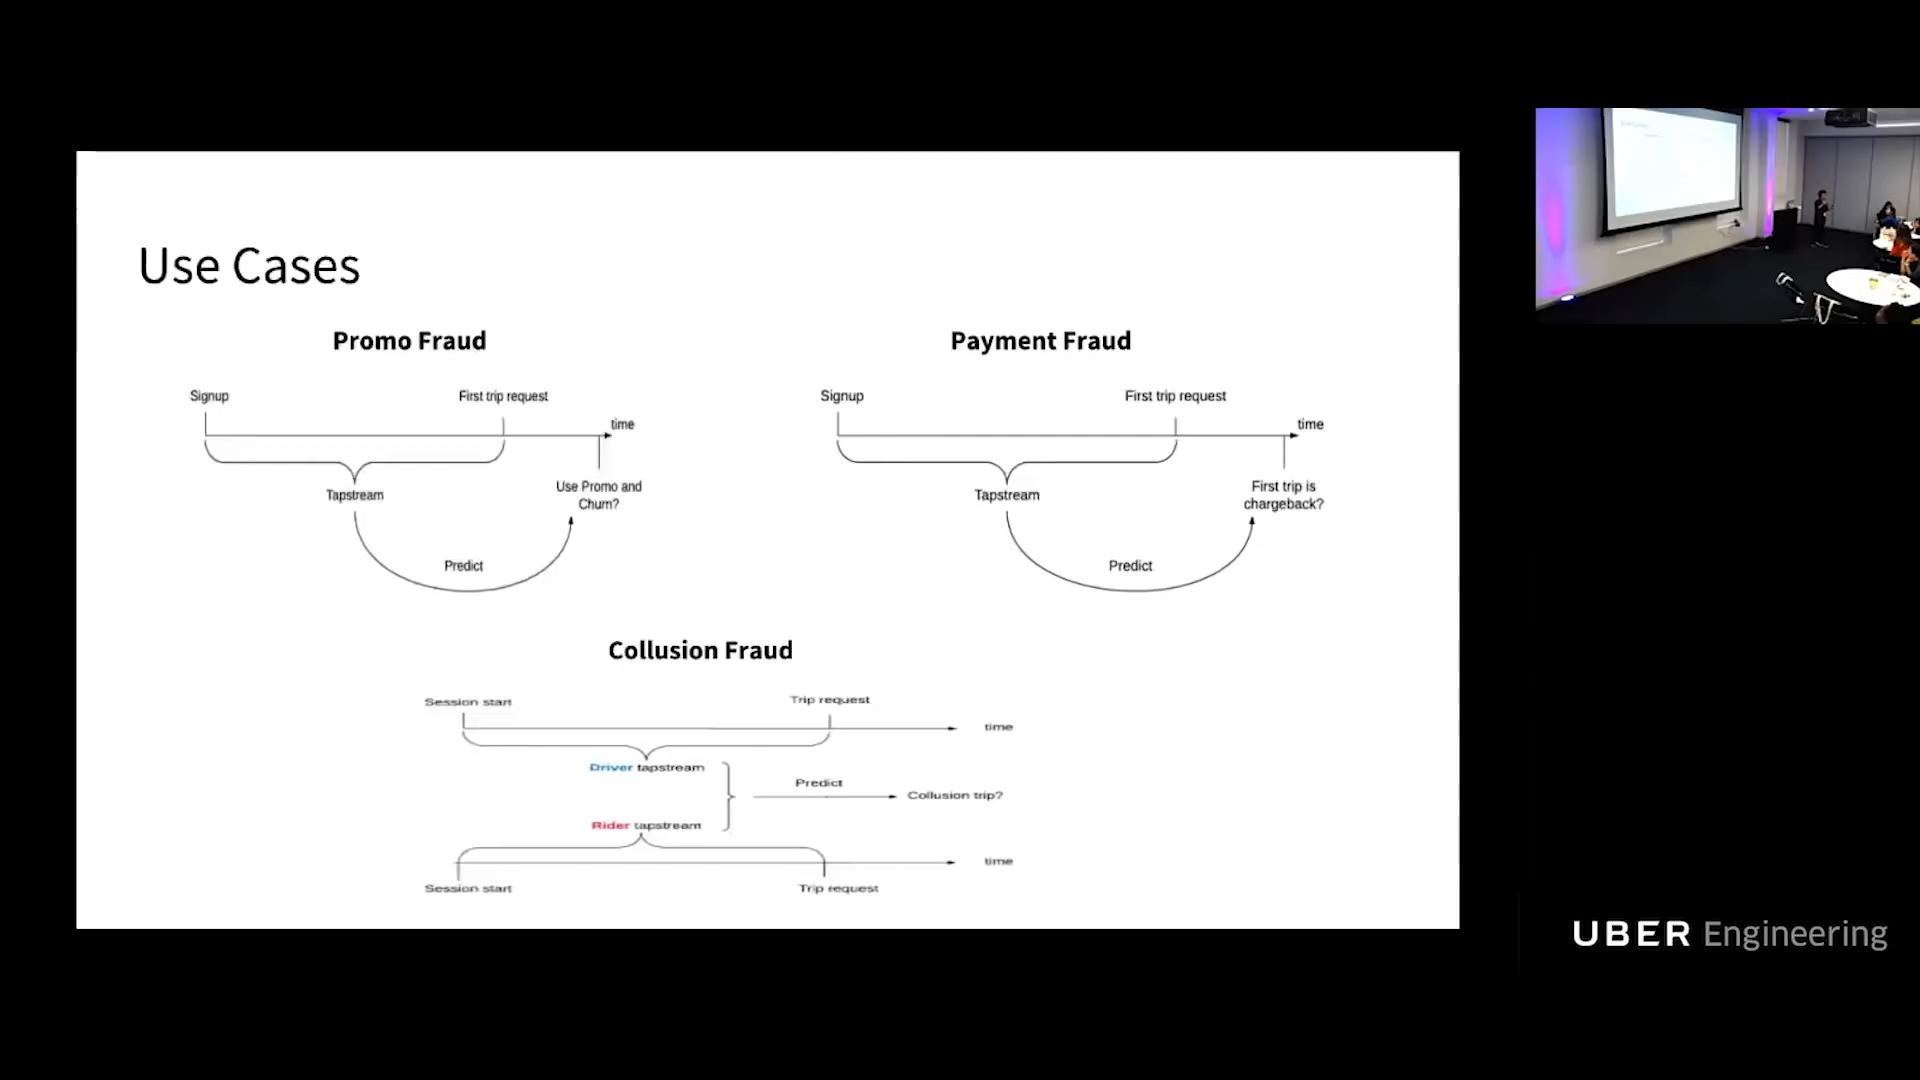 Use Cases
Promo Fraud
Signup
First trip request
time
Tapstream
Use Promo and
Churn?
Predict
Payment Fraud
Signup
First trip request
time
Tapstream
First trip is
chargeback?
Predict
Collusion Fraud
Session start
Trip request
time
Driver tapstream
Predict
Collusion trip?
Rider tapstream
time
Session start
Trip request
UBER Engineering